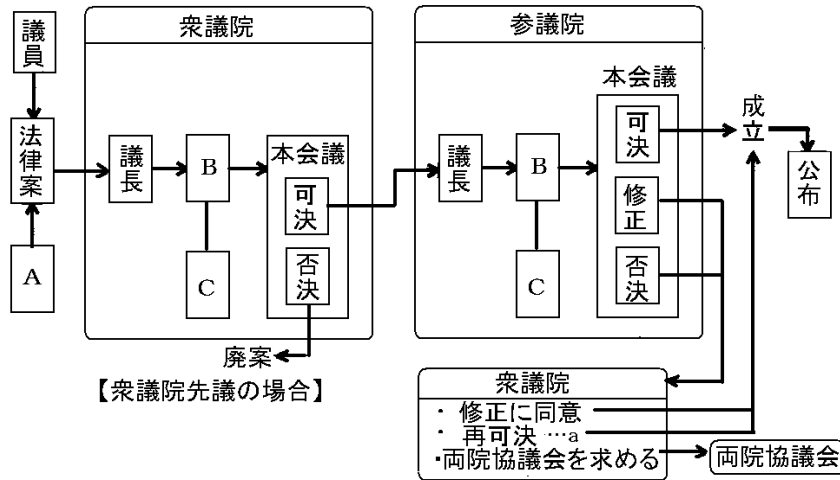 議員
法律案
A
衆議院
議長
B
C
本会議
可決
否決
廃案
【衆議院先議の場合】
参議院
議長
B
C
本会議
可決
修正
否決
成立
公布
衆議院
・ 修正に同意
・ 再可決 …a
・両院協議会を求める
両院協議会